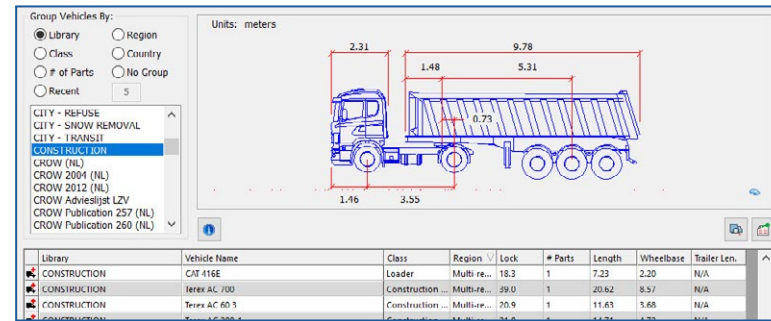 Group Vehicles By:
Library
Region
Class
Country
# of Parts
No Group
Recent
5
CITY - REFUSE
CITY - SNOW REMOVAL
CITY - TRANSIT
CONSTRUCTION
CROW (NL)
CROW 2004 (NL)
CROW 2012 (NL)
CROW Advieslijst LZV
CROW Publication 257 (NL)
CROW Publication 260 (NL)
Units: meters
2.31
9.78
1.48
5.31
0.73
1.46
3.55
Library Vehicle Name Class Region Lock # Parts Length Wheelbase Trailer Len.
CONSTRUCTION CAT 416E Loader Multi-re... 18.3 1 7.23 2.20 N/A
CONSTRUCTION Terex AC 700 Construction ... Multi-re... 39.0 1 20.62 8.57 N/A
CONSTRUCTION Terex AC 60 3 Construction ... Multi-re... 20.9 1 11.63 3.68 N/A